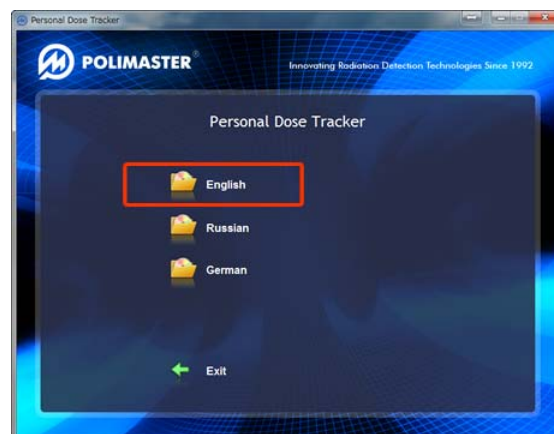 Personal Dose Tracker
POLIMASTER®
Innovating Radiation Detection Technologies Since 1992
Personal Dose Tracker
English
Russian
German
Exit